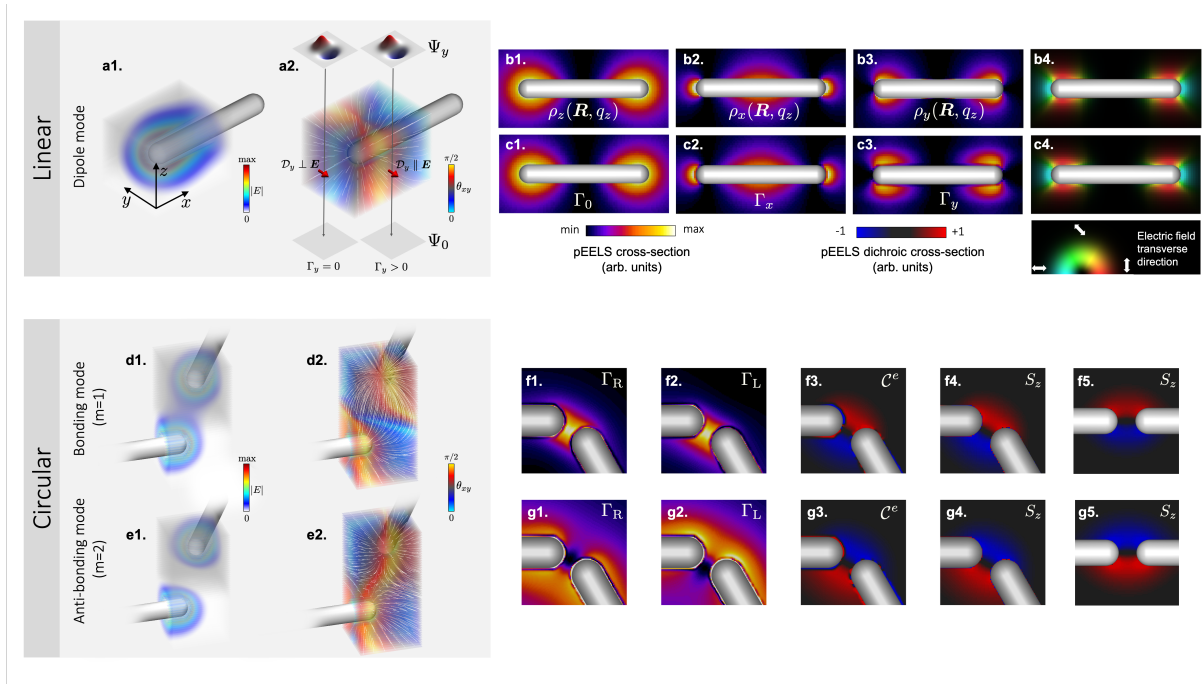 Linear
Dipole mode
a1.
z
y
x
max
|E|
0
a2.
Ψy
𝒟y ⊥ E
𝒟y ∥ E
π/2
θxy
0
Ψ0
Γy = 0
Γy > 0
b1.
ρz(R, qz)
b2.
ρx(R, qz)
b3.
ρy(R, qz)
b4.
c1.
Γ0
c2.
Γx
c3.
Γy
c4.
min
max
pEELS cross-section
(arb. units)
-1
+1
pEELS dichroic cross-section
(arb. units)
Electric field
transverse
direction
Circular
Bonding mode
(m=1)
d1.
d2.
max
|E|
0
π/2
θxy
0
Anti-bonding mode
(m=2)
e1.
e2.
f1.
ΓR
f2.
ΓL
f3.
𝒞e
f4.
Sz
f5.
Sz
g1.
ΓR
g2.
ΓL
g3.
𝒞e
g4.
Sz
g5.
Sz